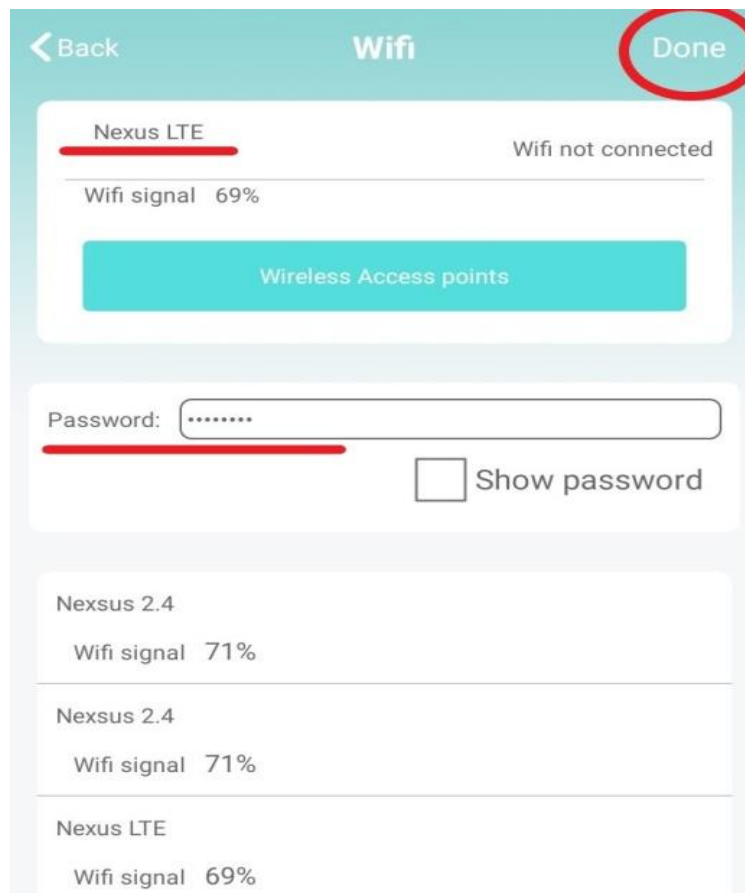 Back Wifi Done
Nexus LTE
Wifi not connected
Wifi signal 69%
Wireless Access points
Password: ••••••••
Show password
Nexsus 2.4
Wifi signal 71%
Nexsus 2.4
Wifi signal 71%
Nexus LTE
Wifi signal 69%